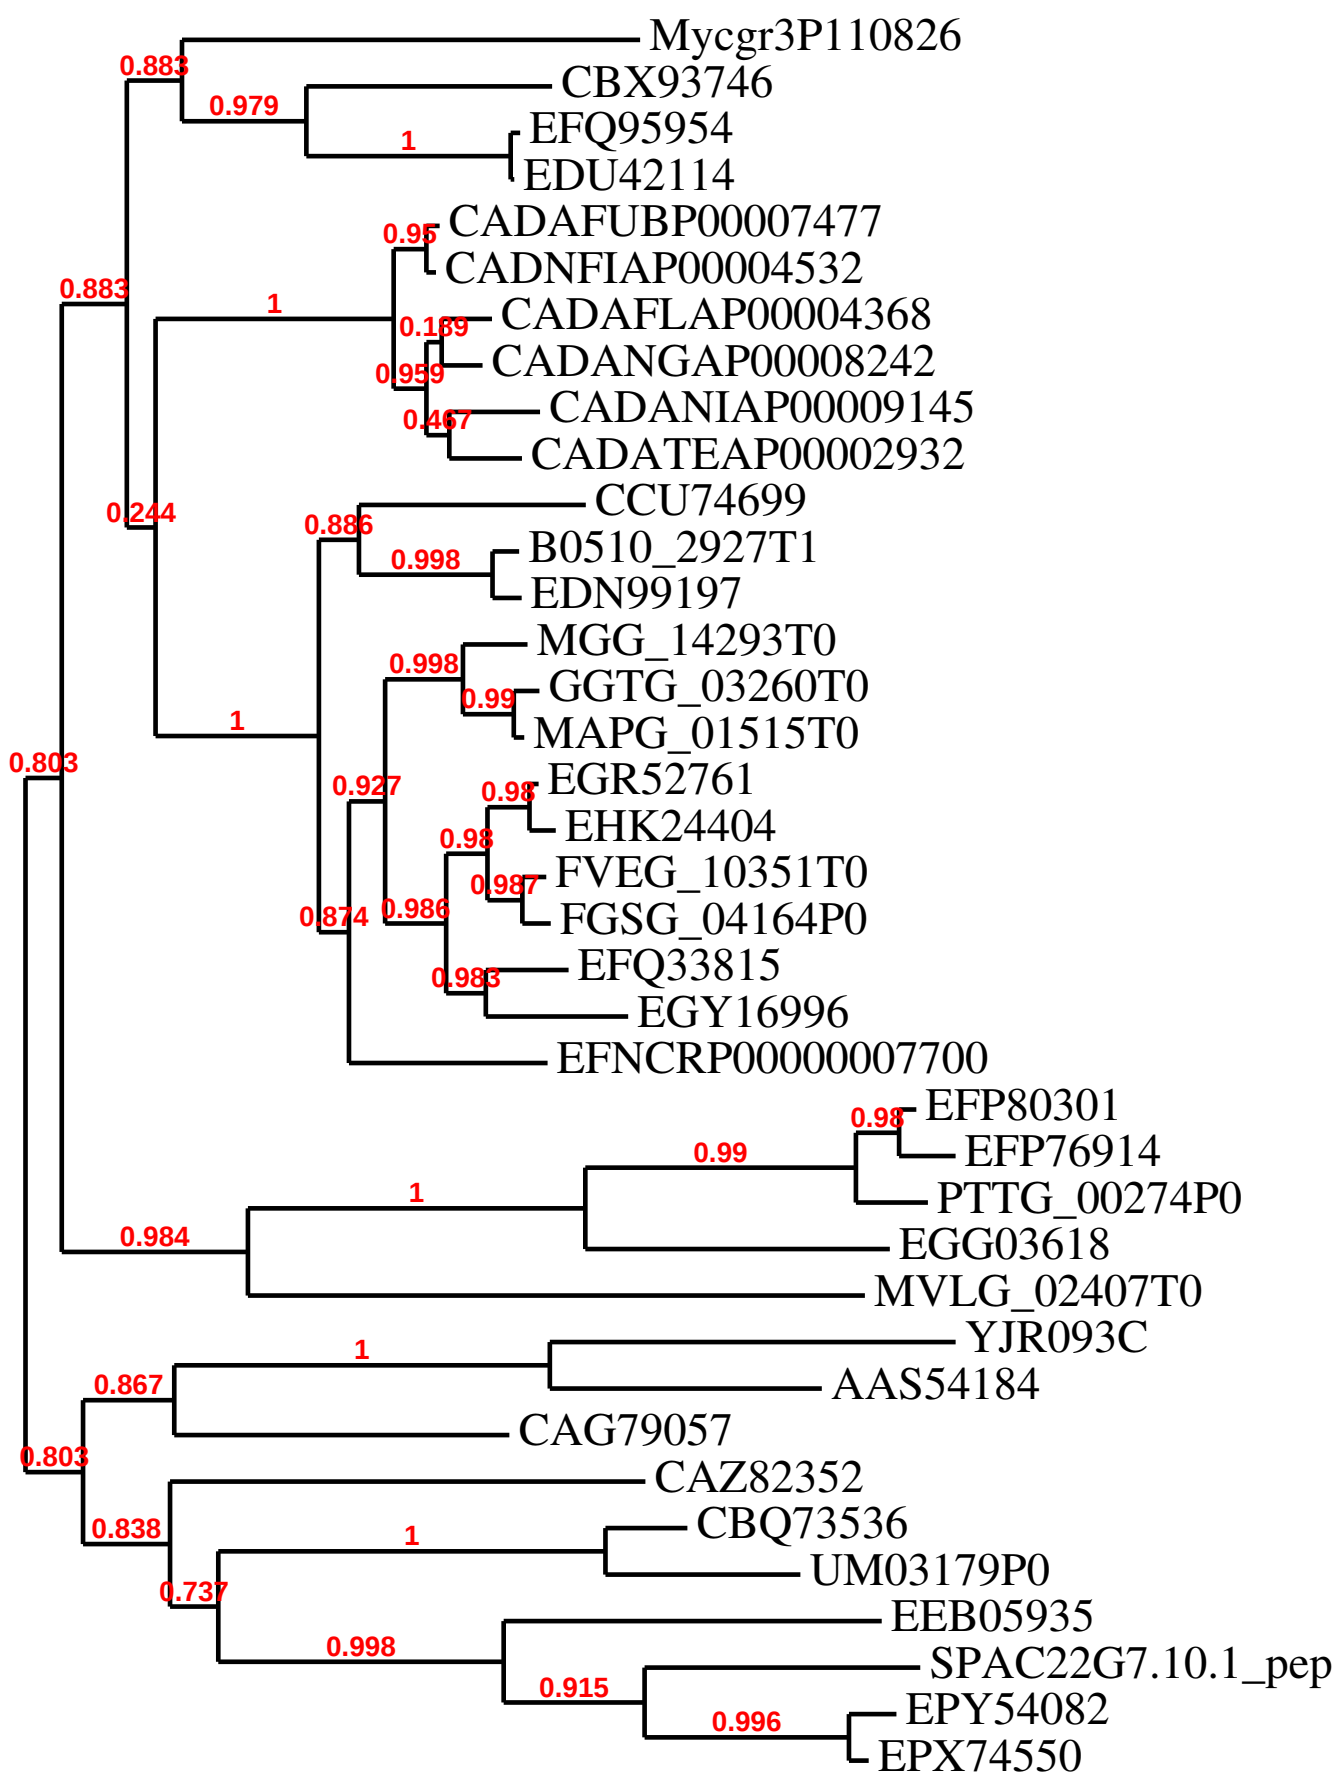 Mycgr3P110826
0.883
CBX93746
0.979
EFQ95954
1
EDU42114
CADAFUBP00007477
0.95
CADNFIAP00004532
0.883
1
CADAFLAP00004368
0.189
CADANGAP00008242
0.959
CADANIAP00009145
0.467
CADATEAP00002932
CCU74699
0.244
0.886
B0510_2927T1
0.998
EDN99197
MGG_14293T0
0.998
GGTG_03260T0
0.99
1
MAPG_01515T0
0.803
EGR52761
0.927
0.98
EHK24404
0.98
FVEG_10351T0
0.987
0.874
0.986
FGSG_04164P0
EFQ33815
0.983
EGY16996
EFNCRP00000007700
EFP80301
0.98
EFP76914
0.99
1
PTTG_00274P0
0.984
EGG03618
MVLG_02407T0
YJR093C
1
0.867
AAS54184
CAG79057
0.803
CAZ82352
0.838
CBQ73536
1
UM03179P0
0.737
EEB05935
0.998
SPAC22G7.10.1_pep
0.915
EPY54082
0.996
EPX74550